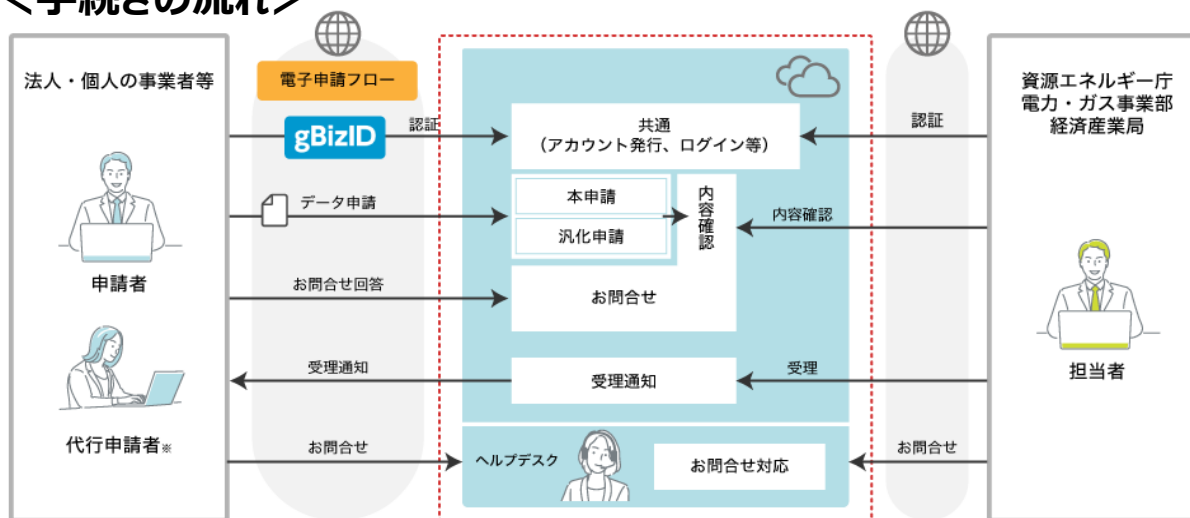 ＜手続きの流れ＞
法人・個人の事業者等
申請者
代行申請者※
電子申請フロー
gBizID
認証
データ申請
お問合せ回答
受理通知
お問合せ
共通
（アカウント発行、ログイン等）
本申請
汎化申請
内容確認
お問合せ
受理通知
ヘルプデスク
お問合せ対応
認証
内容確認
受理
お問合せ
資源エネルギー庁
電力・ガス事業部
経済産業局
担当者